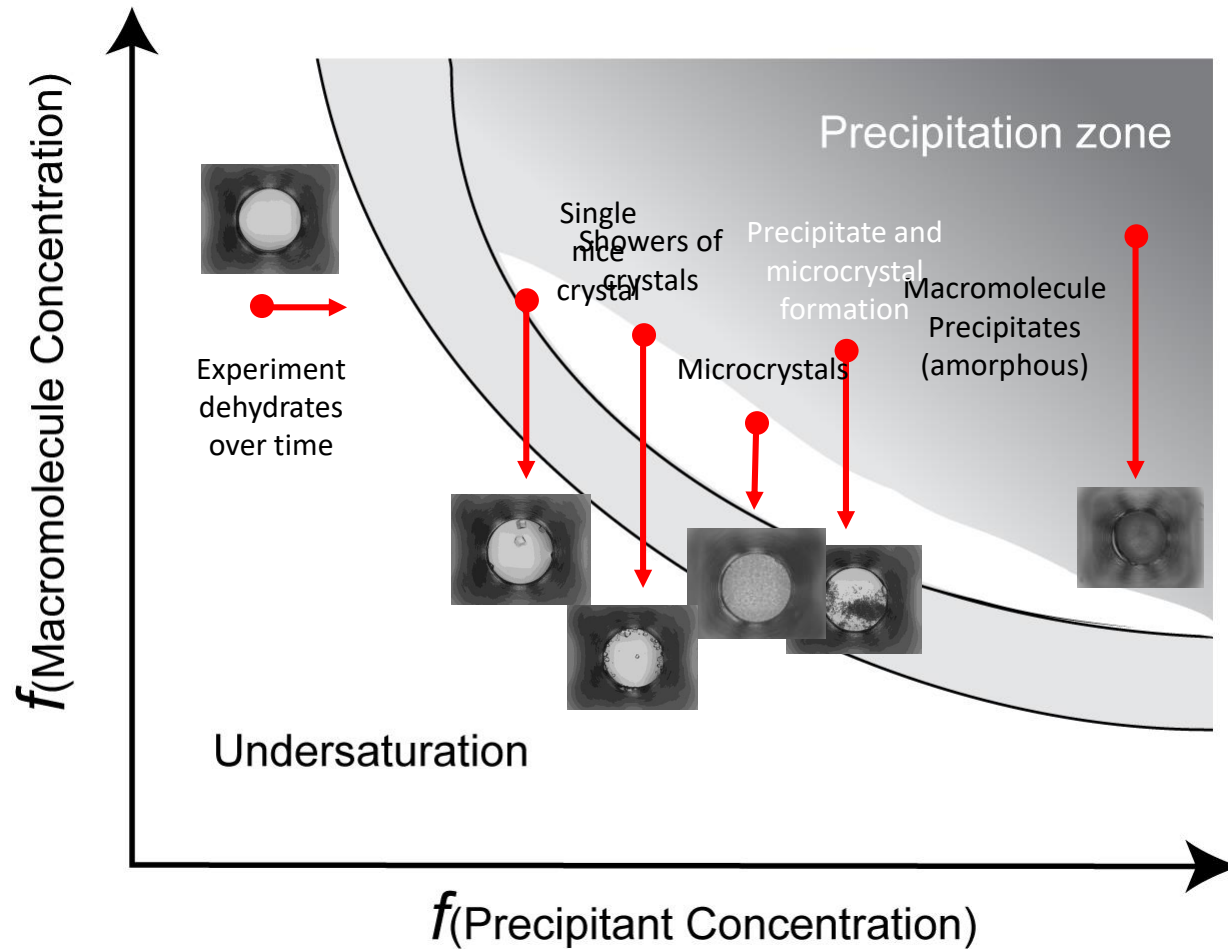 f(Macromolecule Concentration)
Precipitation zone
Single
nice
crystal
Showers of
crystals
Precipitate and
microcrystal
formation
Macromolecule
Precipitates
(amorphous)
Microcrystals
Experiment
dehydrates
over time
Undersaturation
f(Precipitant Concentration)